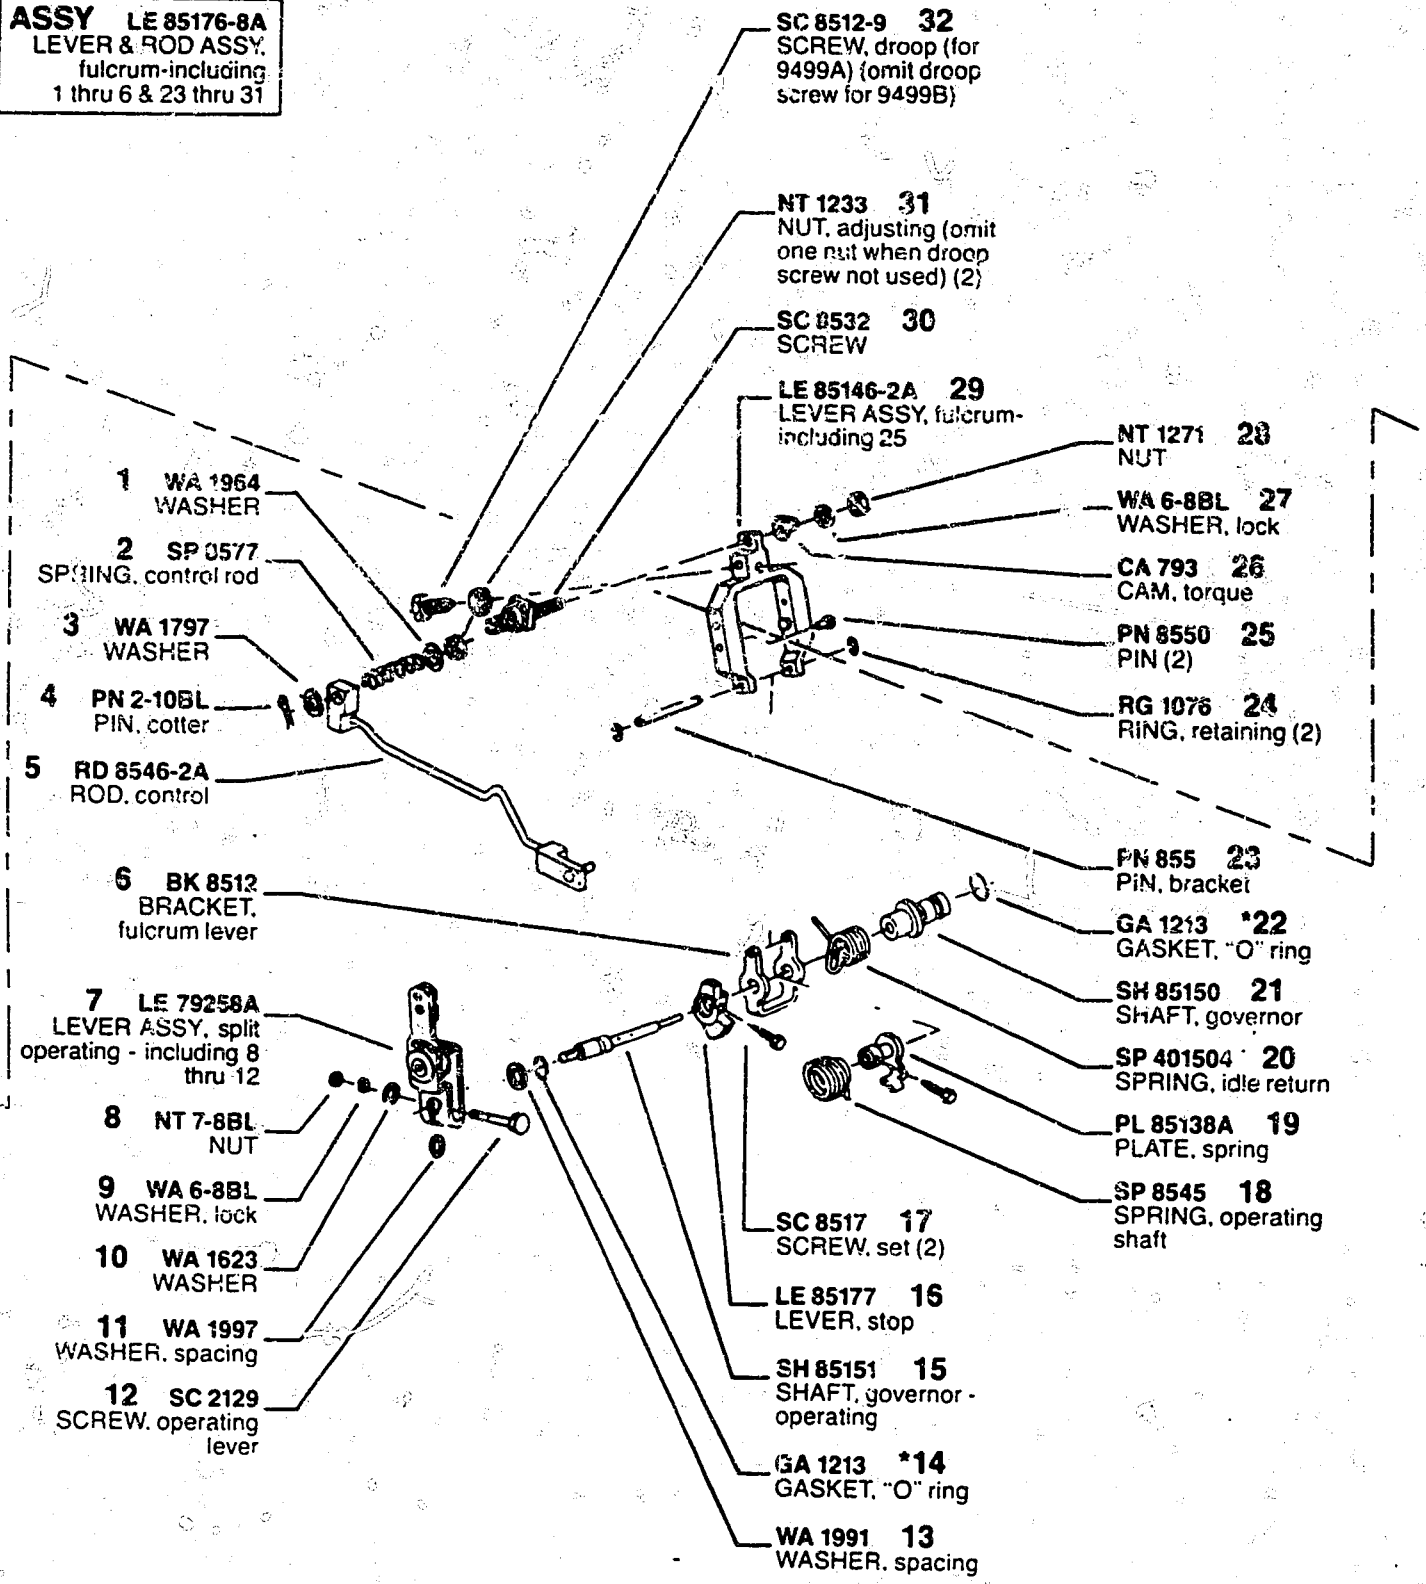 ASSY LE 85176-8A
LEVER & ROD ASSY.
fulcrum-including
1 thru 6 & 23 thru 31
SC 8512-9 32
SCREW, droop (for
9499A) (omit droop
screw for 9499B)
NT 1233 31
NUT, adjusting (omit
one nut when droop
screw not used) (2)
SC 8532 30
SCREW
LE 85146-2A 29
LEVER ASSY, fulcrum-
including 25
NT 1271 28
NUT
WA 6-8BL 27
WASHER, lock
CA 793 26
CAM, torque
PN 8550 25
PIN (2)
RG 1076 24
RING, retaining (2)
PN 855 23
PIN, bracket
GA 1213 *22
GASKET, "O" ring
SH 85150 21
SHAFT, governor
SP 401504 20
SPRING, idle return
PL 85138A 19
PLATE, spring
SP 8545 18
SPRING, operating
shaft
1 WA 1964
WASHER
2 SP 8577
SPRING, control rod
3 WA 1797
WASHER
4 PN 2-10BL
PIN, cotter
5 RD 8546-2A
ROD, control
6 BK 8512
BRACKET,
fulcrum lever
7 LE 79258A
LEVER ASSY, split
operating - including 8
thru 12
8 NT 7-8BL
NUT
9 WA 6-8BL
WASHER, lock
10 WA 1623
WASHER
11 WA 1997
WASHER, spacing
12 SC 2129
SCREW, operating
lever
SC 8517 17
SCREW, set (2)
LE 85177 16
LEVER, stop
SH 85151 15
SHAFT, governor -
operating
GA 1213 *14
GASKET, "O" ring
WA 1991 13
WASHER, spacing